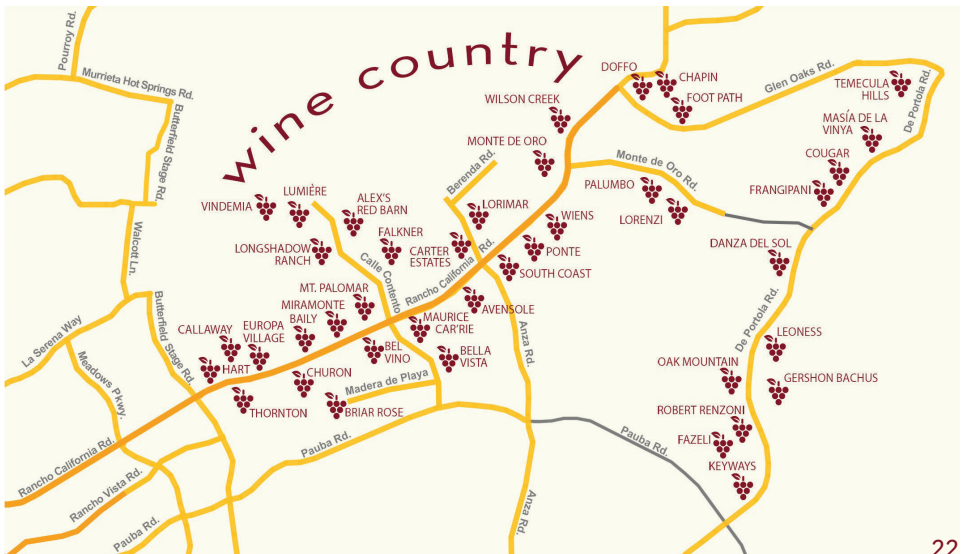 wine country
Pourroy Rd.
Murrieta Hot Springs Rd.
Butterfield Stage Rd.
Walcott Ln.
La Serena Way
Meadows Pkwy.
Butterfield Stage Rd.
Rancho California Rd.
Rancho Vista Rd.
Pauba Rd.
DOFFO
CHAPIN
FOOT PATH
Glen Oaks Rd.
TEMECULA
HILLS
De Portola Rd.
MASÍA DE LA
VINYA
COUGAR
FRANGIPANI
WILSON CREEK
MONTE DE ORO
Berenda Rd.
Monte de Oro Rd.
PALUMBO
LORENZI
LUMIÈRE
VINDEMIA
ALEX'S
RED BARN
LONGSHADOW
RANCH
FALKNER
Calle Contento
CARTER
ESTATES
LORIMAR
WIENS
PONTE
SOUTH COAST
Rancho California Rd.
DANZA DEL SOL
De Portola Rd.
MT. PALOMAR
MIRAMONTE
BAILY
EUROPA
VILLAGE
CALLAWAY
HART
THORNTON
CHURON
BRIAR ROSE
Madera de Playa
BEL
VINO
MAURICE
CAR'RIE
AVENSOLE
BELLA
VISTA
Anza Rd.
Pauba Rd.
Pauba Rd.
Anza Rd.
LEONESS
OAK MOUNTAIN
GERSHON BACHUS
ROBERT RENZONI
FAZELI
KEYWAYS
22